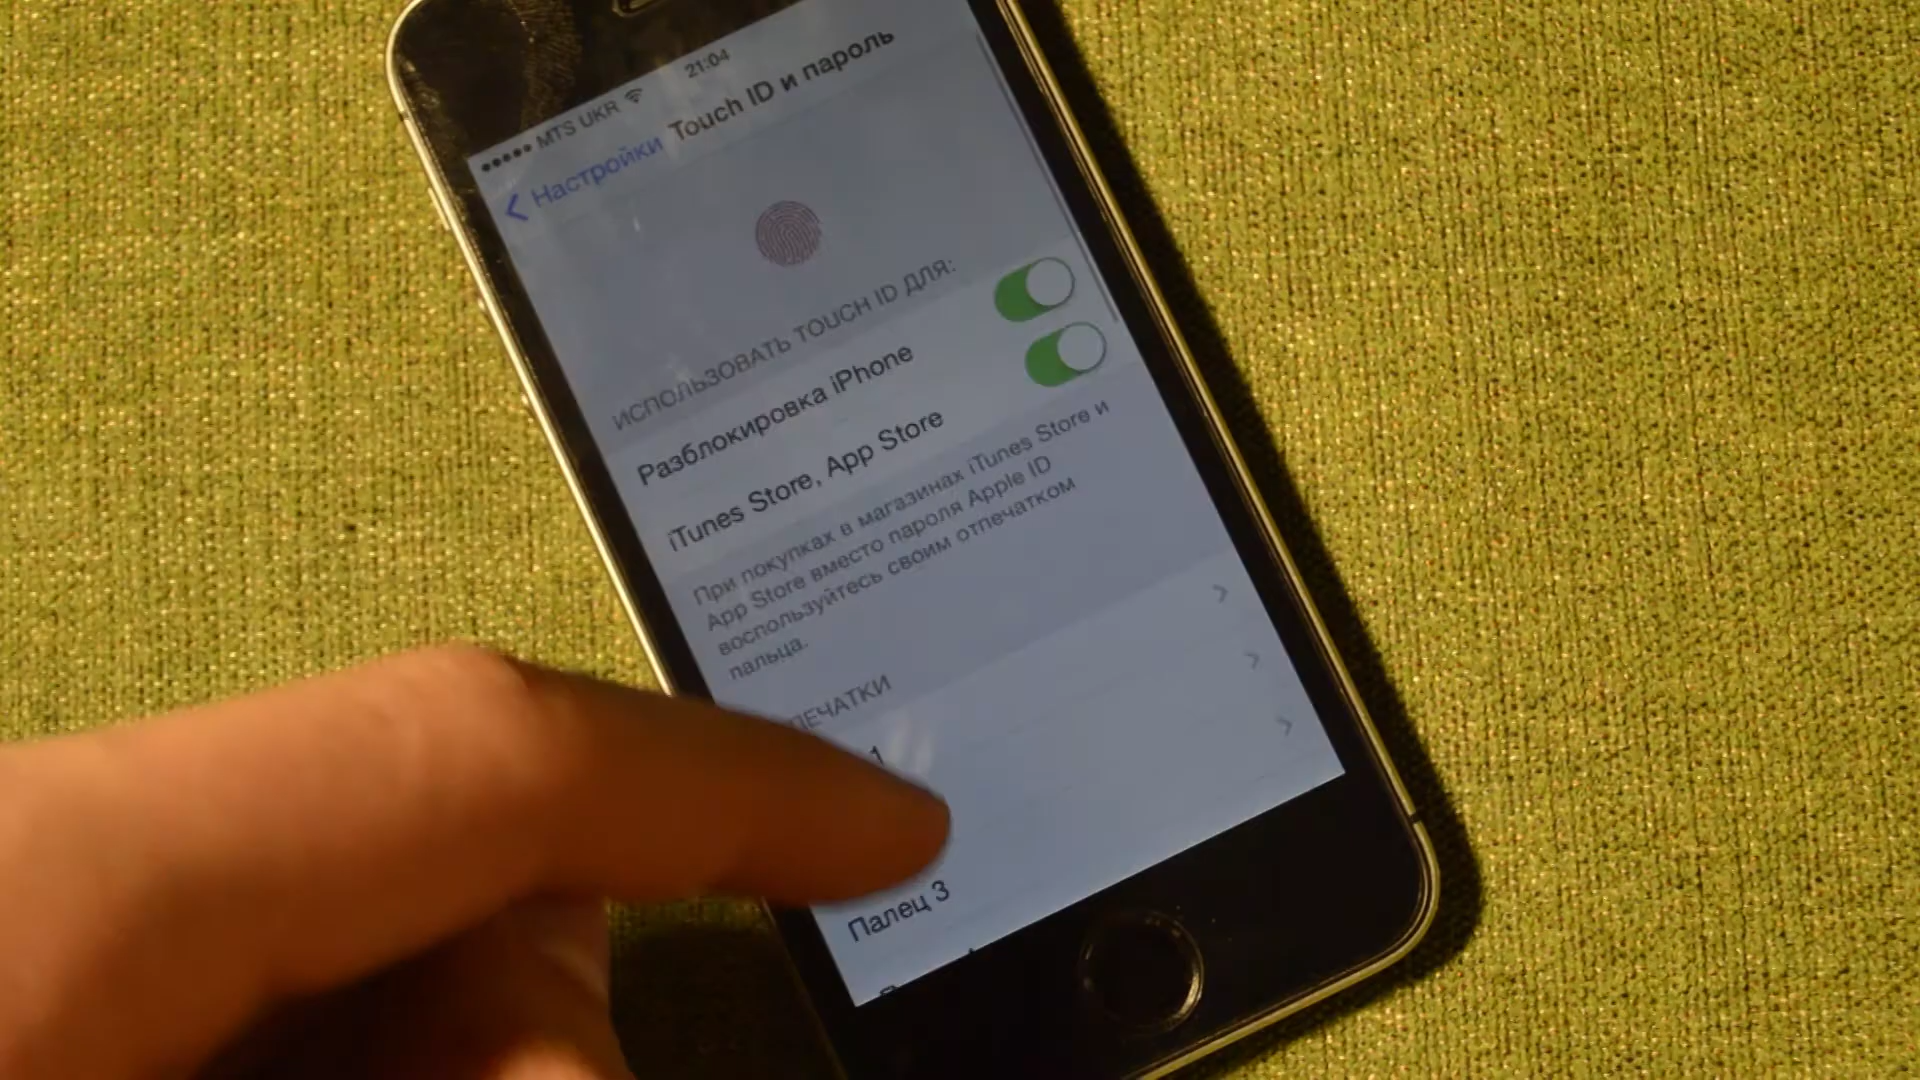 MTS UKR 21:04
Настройки Touch ID и пароль
ИСПОЛЬЗОВАТЬ TOUCH ID ДЛЯ:
Разблокировка iPhone
iTunes Store, App Store
При покупках в магазинах iTunes Store и
App Store вместо пароля Apple ID
воспользуйтесь своим отпечатком
пальца.
ПЕЧАТКИ
1
Палец 3